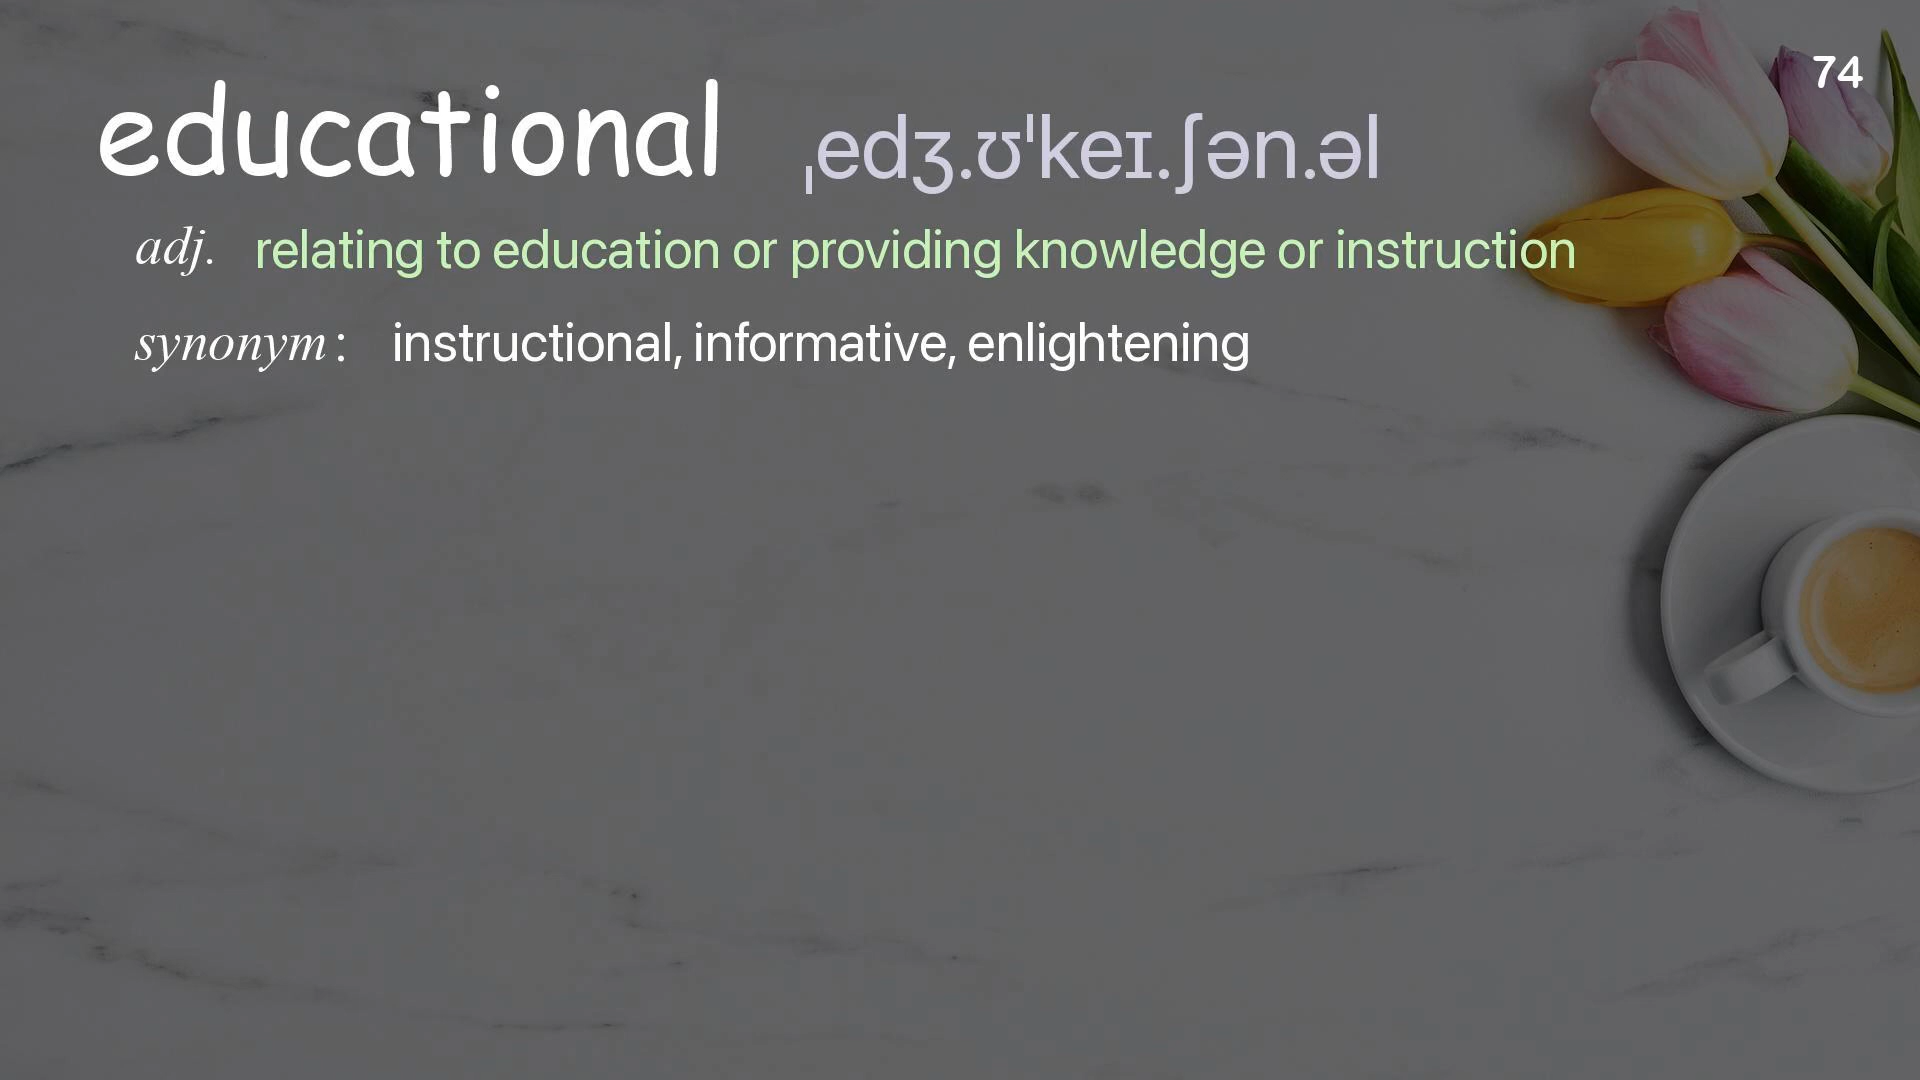 74
educational ˌedʒ.ʊˈkeɪ.ʃən.əl
adj. relating to education or providing knowledge or instruction
synonym : instructional, informative, enlightening